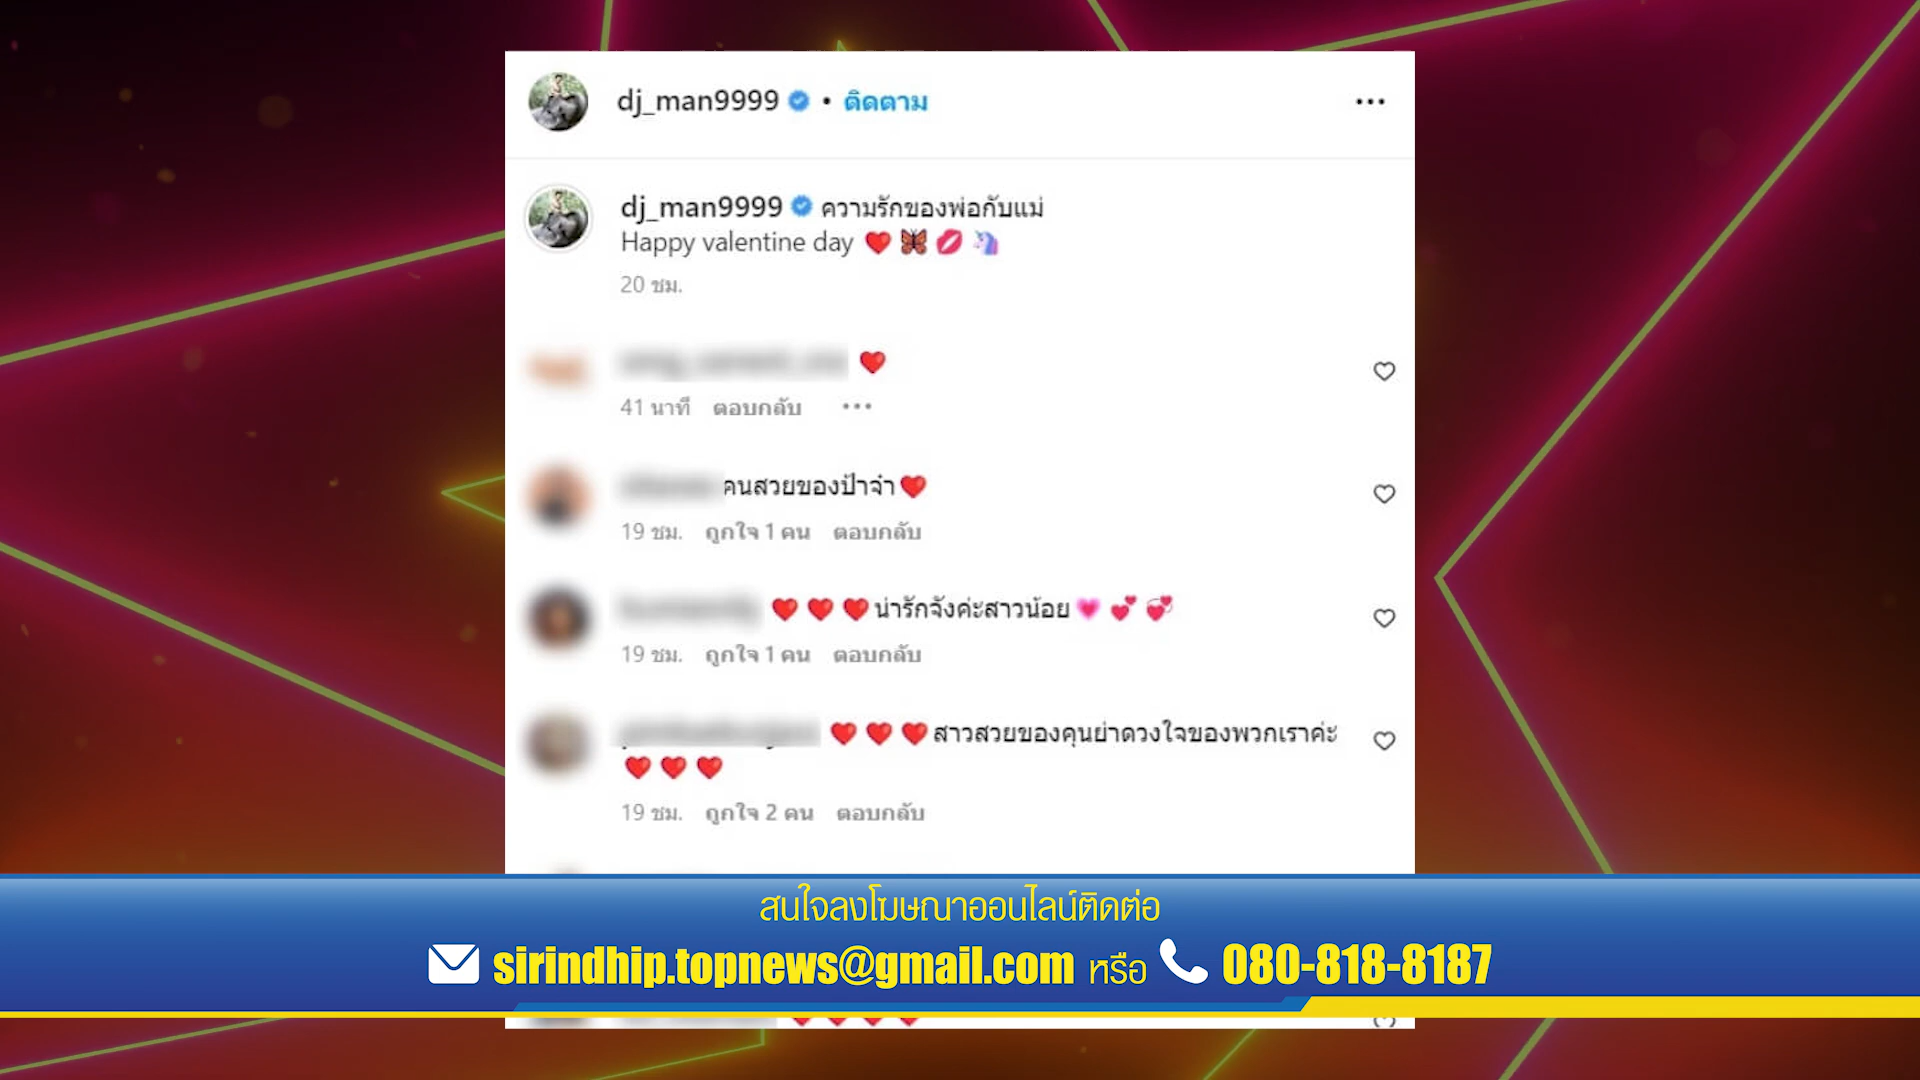 dj_man9999 • ติดตาม
dj_man9999 ความรักของพ่อกับแม่
Happy valentine day ❤️ 🦋 💋 🦄
20 ชม.
❤️
41 นาที ตอบกลับ ...
คนสวยของป้าจ๋า❤️
19 ชม. ถูกใจ 1 คน ตอบกลับ
❤️ ❤️ ❤️น่ารักจังค่ะสาวน้อย💗 💕 💞
19 ชม. ถูกใจ 1 คน ตอบกลับ
❤️ ❤️ ❤️สาวสวยของคุนย่าดวงใจของพวกเราค่ะ
❤️ ❤️ ❤️
19 ชม. ถูกใจ 2 คน ตอบกลับ
สนใจลงโฆษณาออนไลน์ติดต่อ
sirindhip.topnews@gmail.com หรือ 080-818-8187